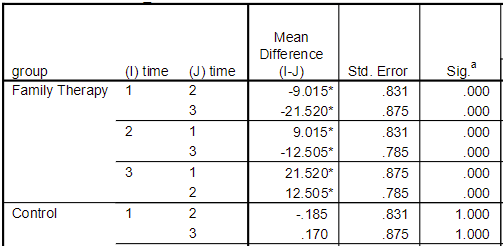 group (I) time (J) time Mean Difference (I-J) Std. Error Sig.a
Family Therapy 1 2 -9.015* .831 .000
3 -21.520* .875 .000
2 1 9.015* .831 .000
3 -12.505* .785 .000
3 1 21.520* .875 .000
2 12.505* .785 .000
Control 1 2 -.185 .831 1.000
3 .170 .875 1.000